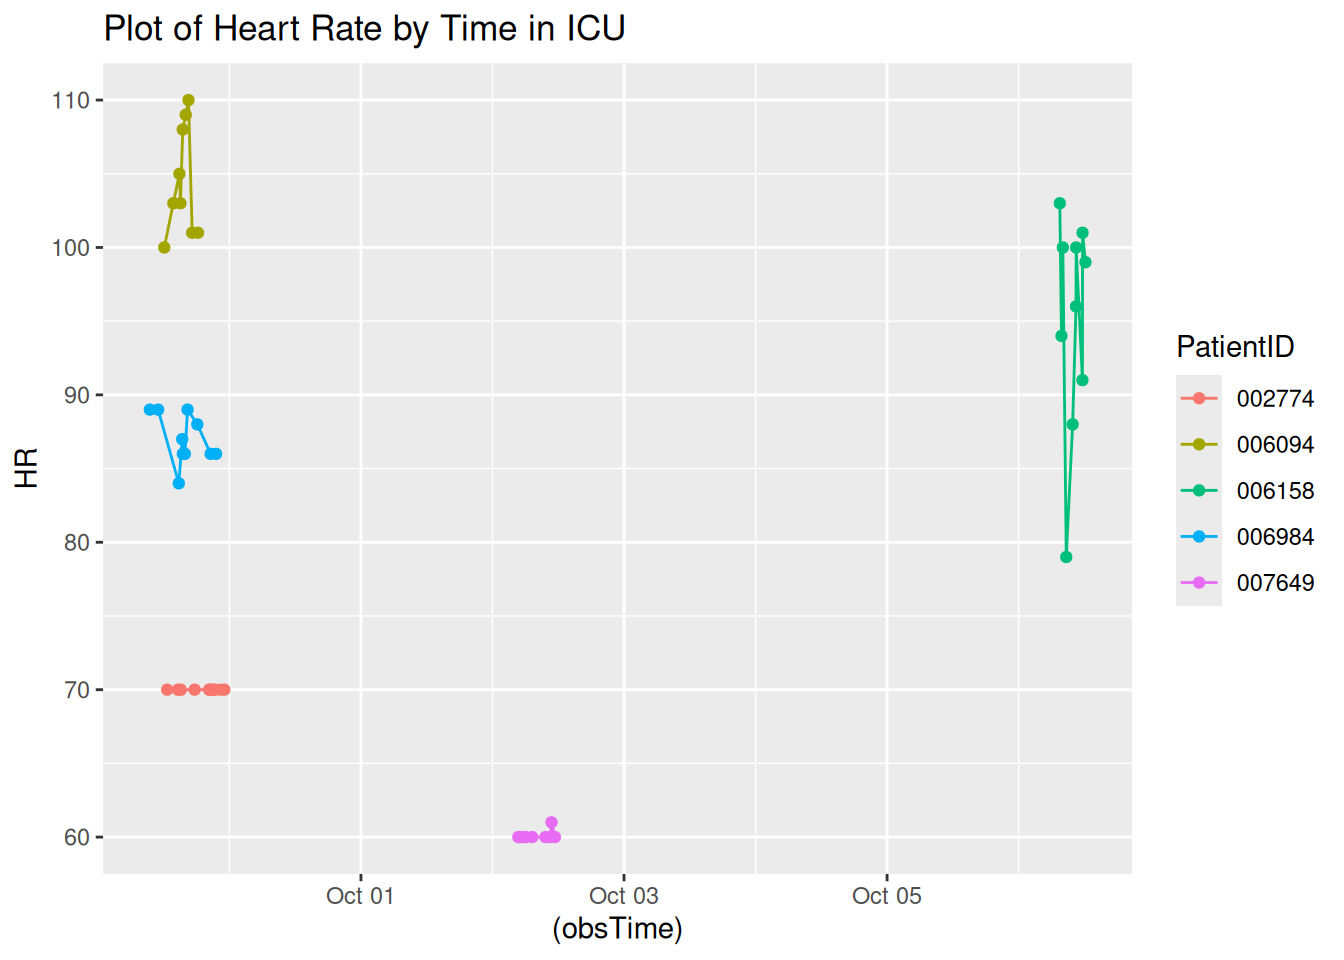 Plot of Heart Rate by Time in ICU
110
100
90
80
70
60
HR
Oct 01
Oct 03
Oct 05
(obsTime)
PatientID
002774
006094
006158
006984
007649